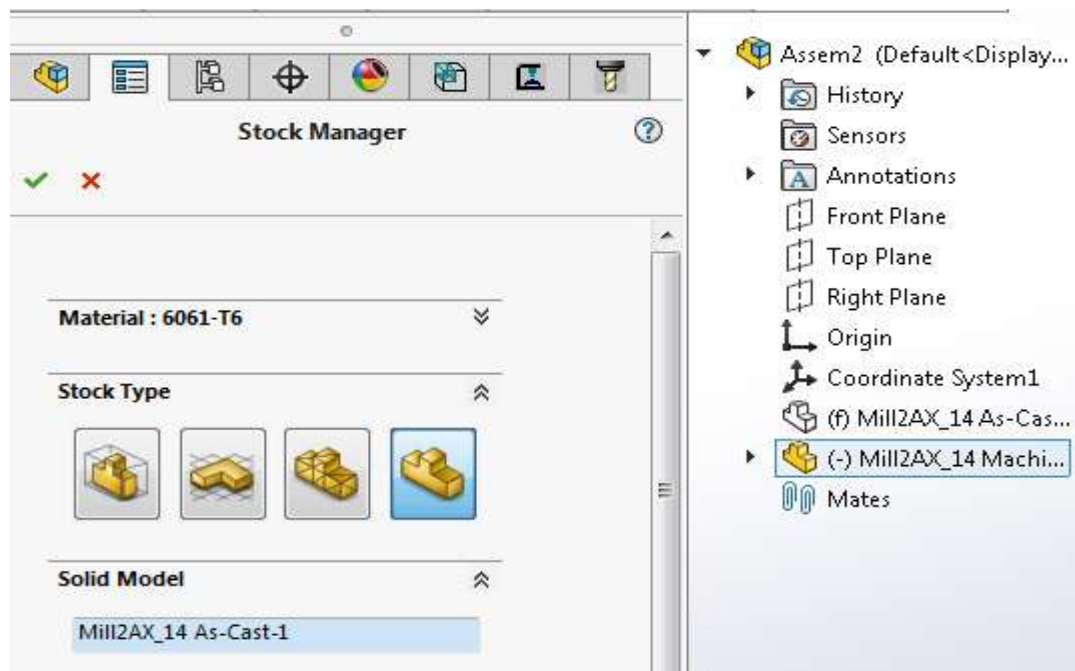 Stock Manager
Material : 6061-T6
Stock Type
Solid Model
Mill2AX_14 As-Cast-1
Assem2 (Default<Display...
History
Sensors
Annotations
Front Plane
Top Plane
Right Plane
Origin
Coordinate System1
(f) Mill2AX_14 As-Cas...
(-) Mill2AX_14 Machi...
Mates